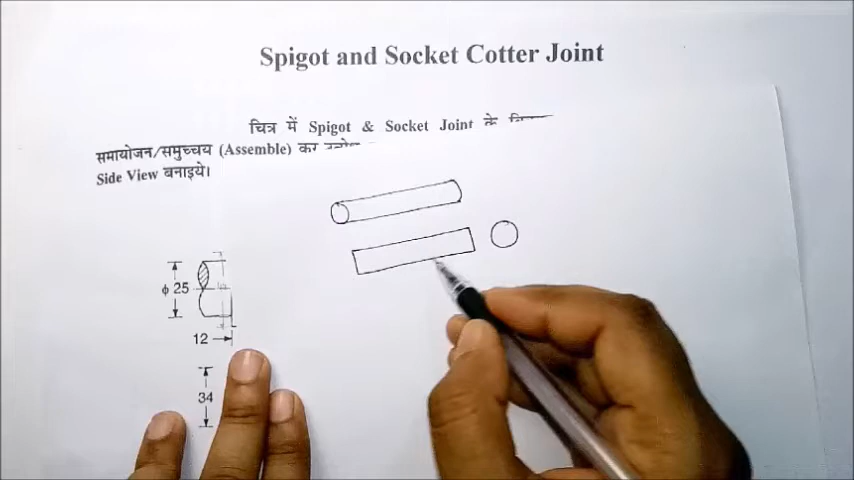 Spigot and Socket Cotter Joint
चित्र में Spigot & Socket Joint के
समायोजन/समुच्चय (Assemble) कर
Side View बनाइये।
ϕ 25
12
34